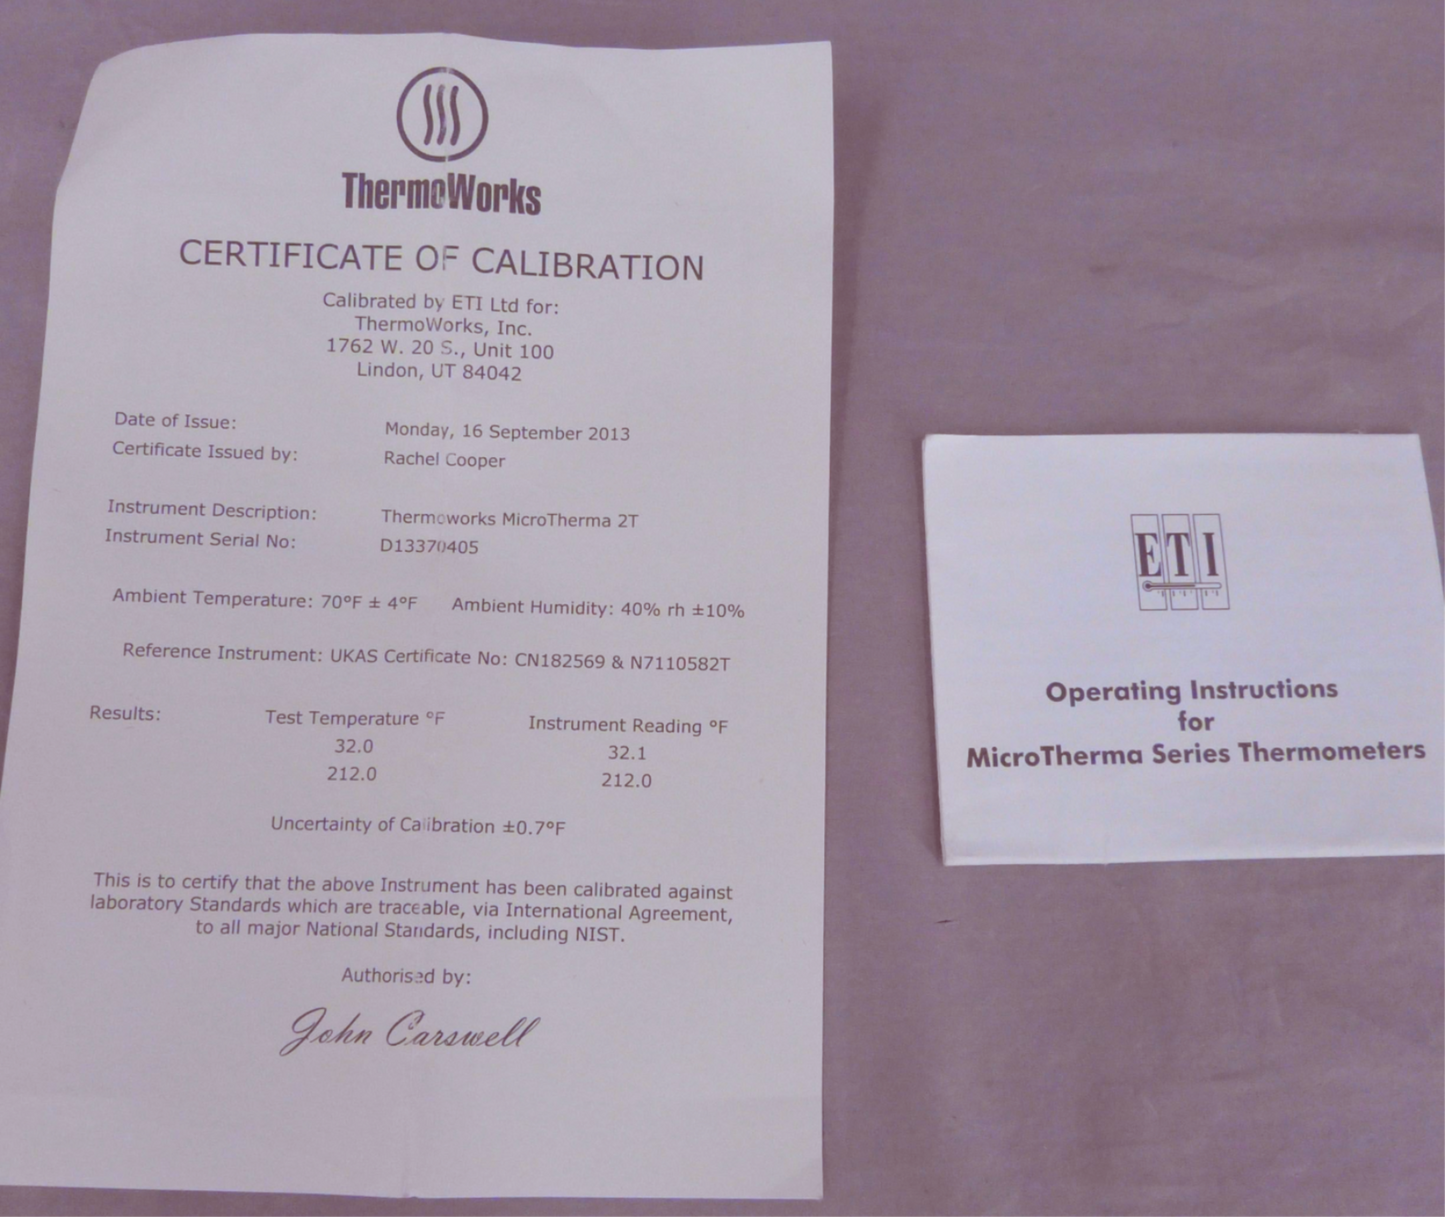 ThermoWorks
CERTIFICATE OF CALIBRATION
Calibrated by ETI Ltd for:
ThermoWorks, Inc.
1762 W. 20 S., Unit 100
Lindon, UT 84042
Date of Issue: Monday, 16 September 2013
Certificate Issued by: Rachel Cooper
Instrument Description: Thermoworks MicroTherma 2T
Instrument Serial No: D13370405
Ambient Temperature: 70°F ± 4°F Ambient Humidity: 40% rh ±10%
Reference Instrument: UKAS Certificate No: CN182569 & N7110582T
Results: Test Temperature °F Instrument Reading °F
32.0 32.1
212.0 212.0
Uncertainty of Calibration ±0.7°F
This is to certify that the above Instrument has been calibrated against
laboratory Standards which are traceable, via International Agreement,
to all major National Standards, including NIST.
Authorised by:
John Carswell
ETI
Operating Instructions
for
MicroTherma Series Thermometers